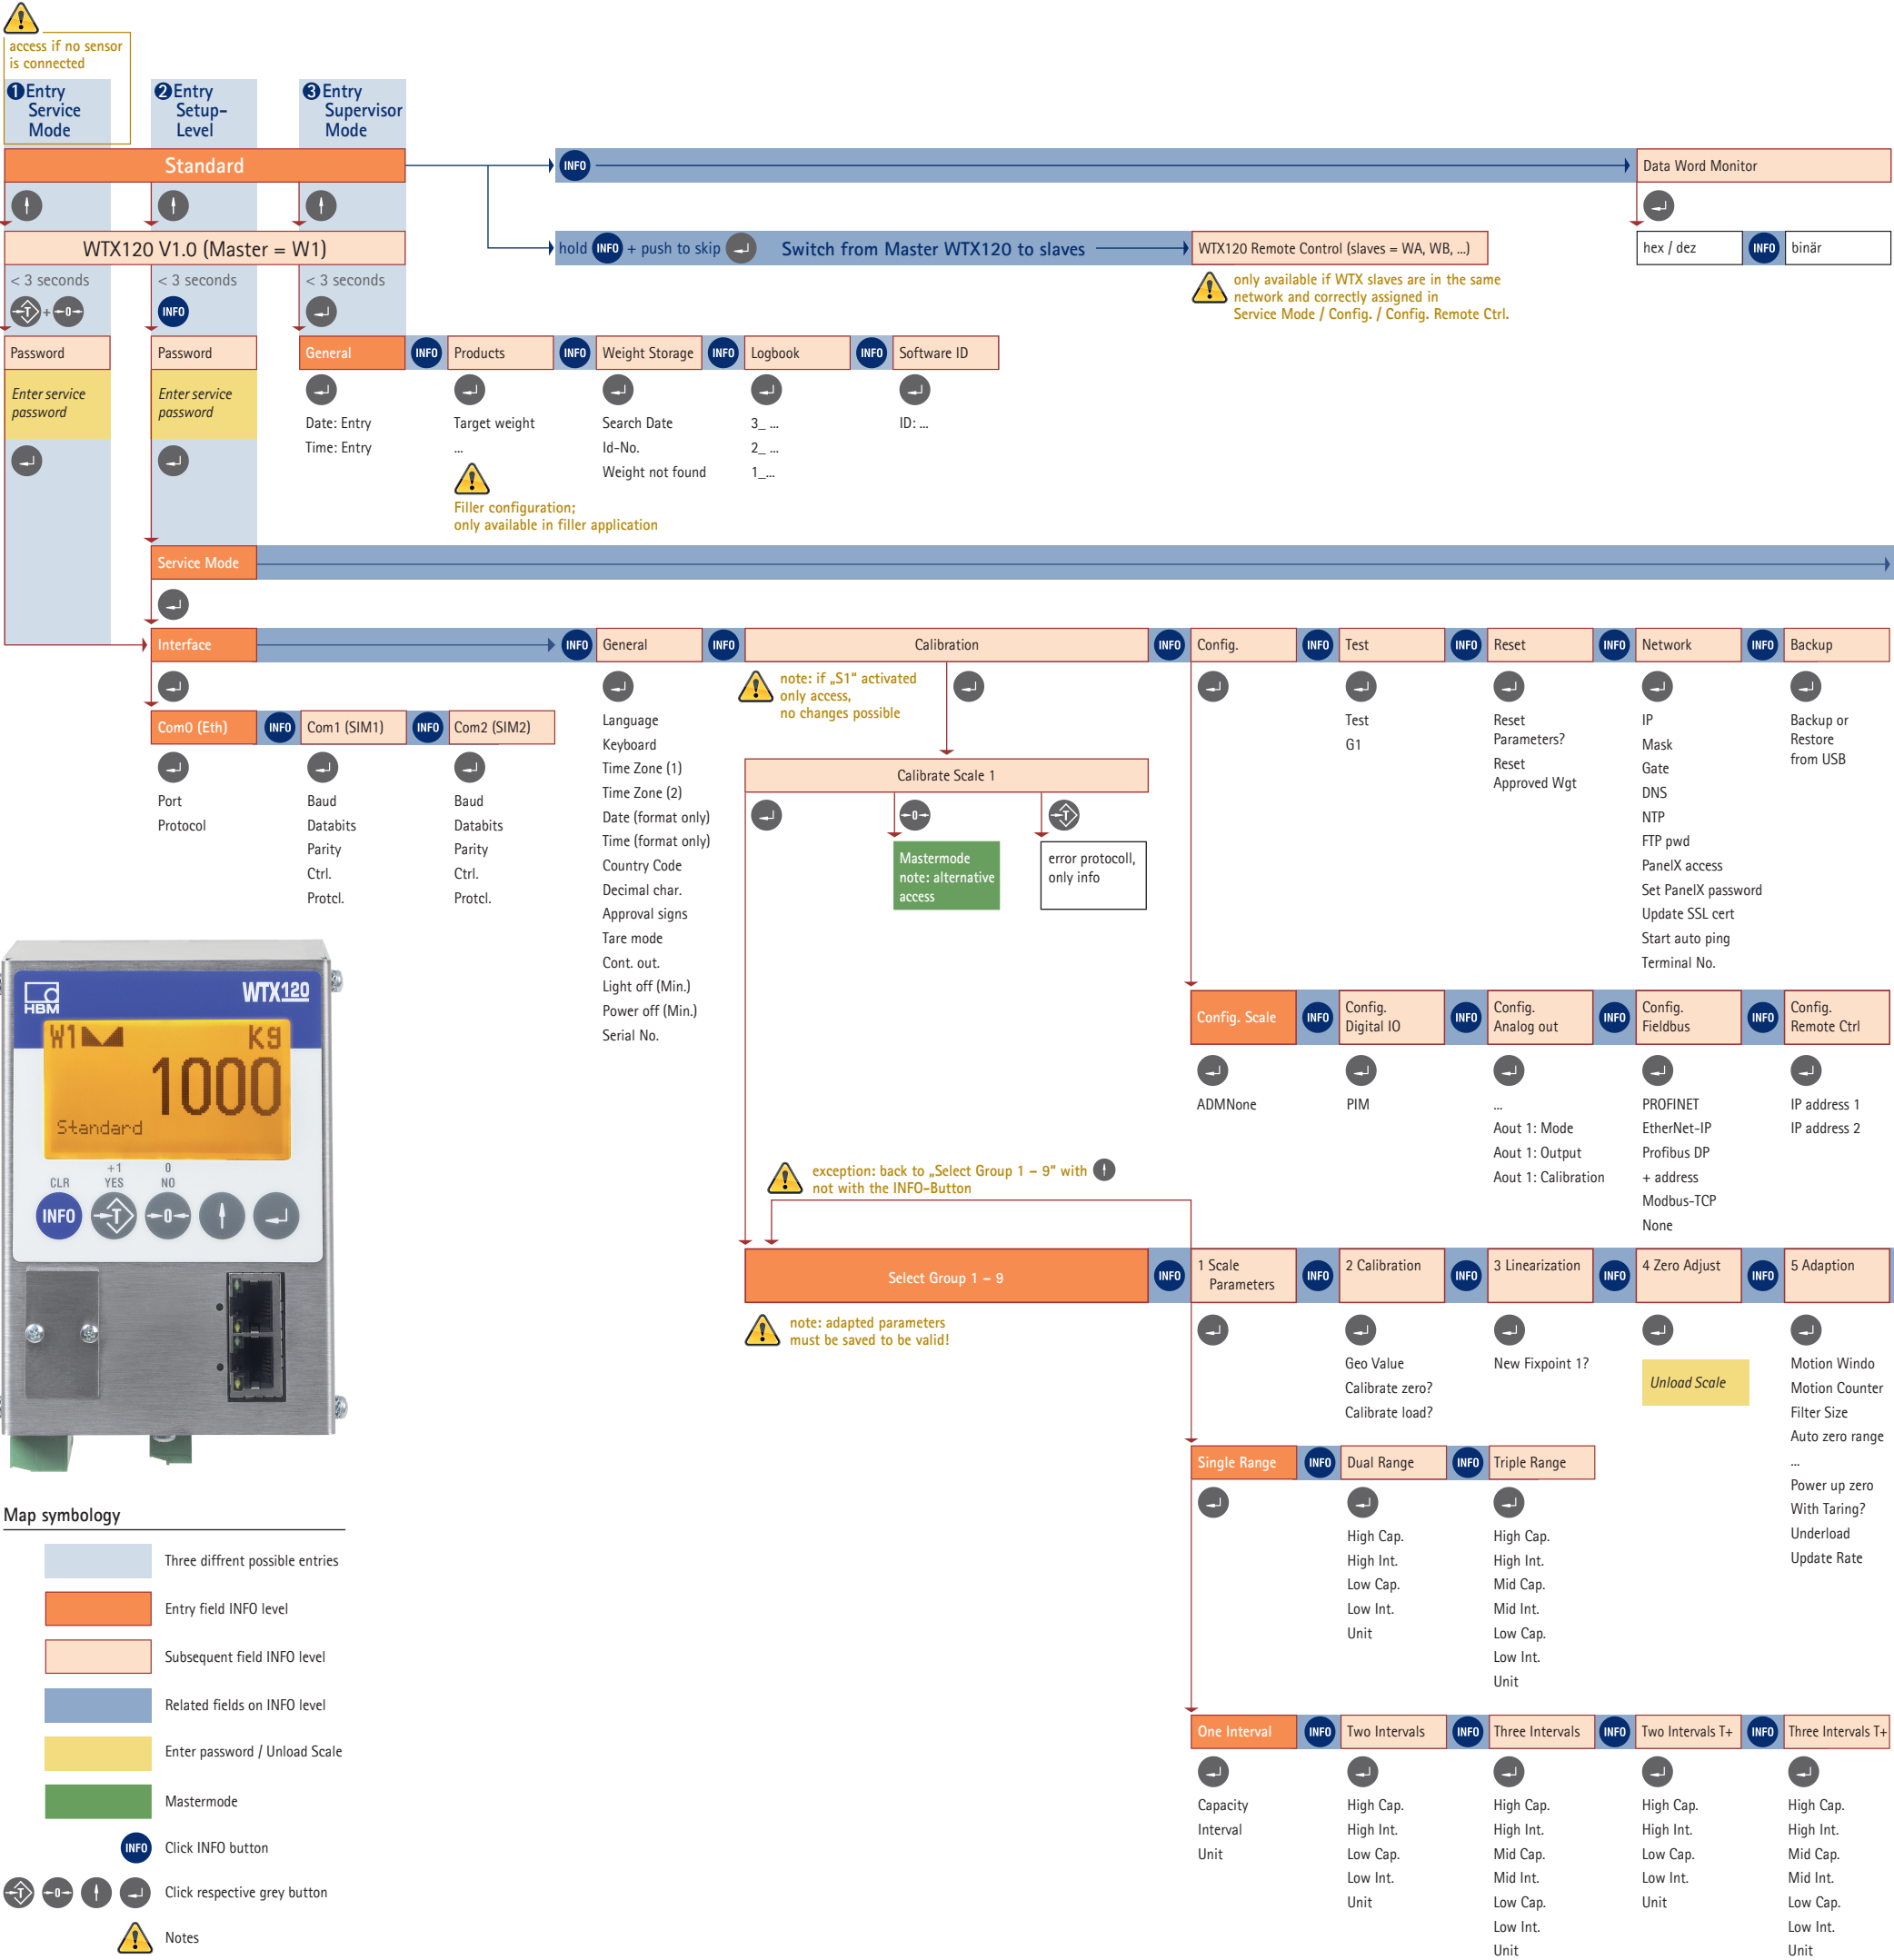 access if no sensor
is connected
1 Entry
Service
Mode
2 Entry
Setup-
Level
3 Entry
Supervisor
Mode
Standard
INFO
Data Word Monitor
WTX120 V1.0 (Master = W1)
hold INFO + push to skip
Switch from Master WTX120 to slaves
WTX120 Remote Control (slaves = WA, WB, ...)
hex / dez
INFO
binär
only available if WTX slaves are in the same
network and correctly assigned in
Service Mode / Config. / Config. Remote Ctrl.
< 3 seconds
T + 0
< 3 seconds
INFO
< 3 seconds
Password
Password
General
INFO
Products
INFO
Weight Storage
INFO
Logbook
INFO
Software ID
Enter service
password
Enter service
password
Date: Entry
Time: Entry
Target weight
...
Filler configuration;
only available in filler application
Search Date
Id-No.
Weight not found
3_ ...
2_ ...
1_...
ID: ...
Service Mode
Interface
INFO
General
INFO
Calibration
INFO
Config.
INFO
Test
INFO
Reset
INFO
Network
INFO
Backup
note: if „S1" activated
only access,
no changes possible
Com0 (Eth)
INFO
Com1 (SIM1)
INFO
Com2 (SIM2)
Port
Protocol
Baud
Databits
Parity
Ctrl.
Protcl.
Baud
Databits
Parity
Ctrl.
Protcl.
Language
Keyboard
Time Zone (1)
Time Zone (2)
Date (format only)
Time (format only)
Country Code
Decimal char.
Approval signs
Tare mode
Cont. out.
Light off (Min.)
Power off (Min.)
Serial No.
Calibrate Scale 1
0
T
Mastermode
note: alternative
access
error protocoll,
only info
Test
G1
Reset
Parameters?
Reset
Approved Wgt
IP
Mask
Gate
DNS
NTP
FTP pwd
PanelX access
Set PanelX password
Update SSL cert
Start auto ping
Terminal No.
Backup or
Restore
from USB
Config. Scale
INFO
Config.
Digital IO
INFO
Config.
Analog out
INFO
Config.
Fieldbus
INFO
Config.
Remote Ctrl
ADMNone
PIM
...
Aout 1: Mode
Aout 1: Output
Aout 1: Calibration
PROFINET
EtherNet-IP
Profibus DP
+ address
Modbus-TCP
None
IP address 1
IP address 2
exception: back to „Select Group 1 – 9" with
not with the INFO-Button
Select Group 1 – 9
INFO
1 Scale
Parameters
INFO
2 Calibration
INFO
3 Linearization
INFO
4 Zero Adjust
INFO
5 Adaption
note: adapted parameters
must be saved to be valid!
Geo Value
Calibrate zero?
Calibrate load?
New Fixpoint 1?
Unload Scale
Motion Windo
Motion Counter
Filter Size
Auto zero range
...
Power up zero
With Taring?
Underload
Update Rate
Single Range
INFO
Dual Range
INFO
Triple Range
High Cap.
High Int.
Low Cap.
Low Int.
Unit
High Cap.
High Int.
Mid Cap.
Mid Int.
Low Cap.
Low Int.
Unit
One Interval
INFO
Two Intervals
INFO
Three Intervals
INFO
Two Intervals T+
INFO
Three Intervals T+
Capacity
Interval
Unit
High Cap.
High Int.
Low Cap.
Low Int.
Unit
High Cap.
High Int.
Mid Cap.
Mid Int.
Low Cap.
Low Int.
Unit
High Cap.
High Int.
Low Cap.
Low Int.
Unit
High Cap.
High Int.
Mid Cap.
Mid Int.
Low Cap.
Low Int.
Unit
HBM
WTX120
W1
kg
1000
Standard
CLR
+1
YES
0
NO
INFO
T
0
Map symbology
Three diffrent possible entries
Entry field INFO level
Subsequent field INFO level
Related fields on INFO level
Enter password / Unload Scale
Mastermode
INFO
Click INFO button
T 0
Click respective grey button
Notes